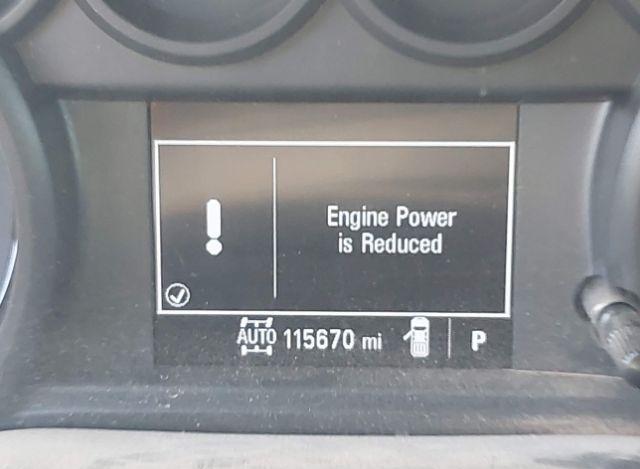 Engine Power
is Reduced
AUTO 115670 mi P